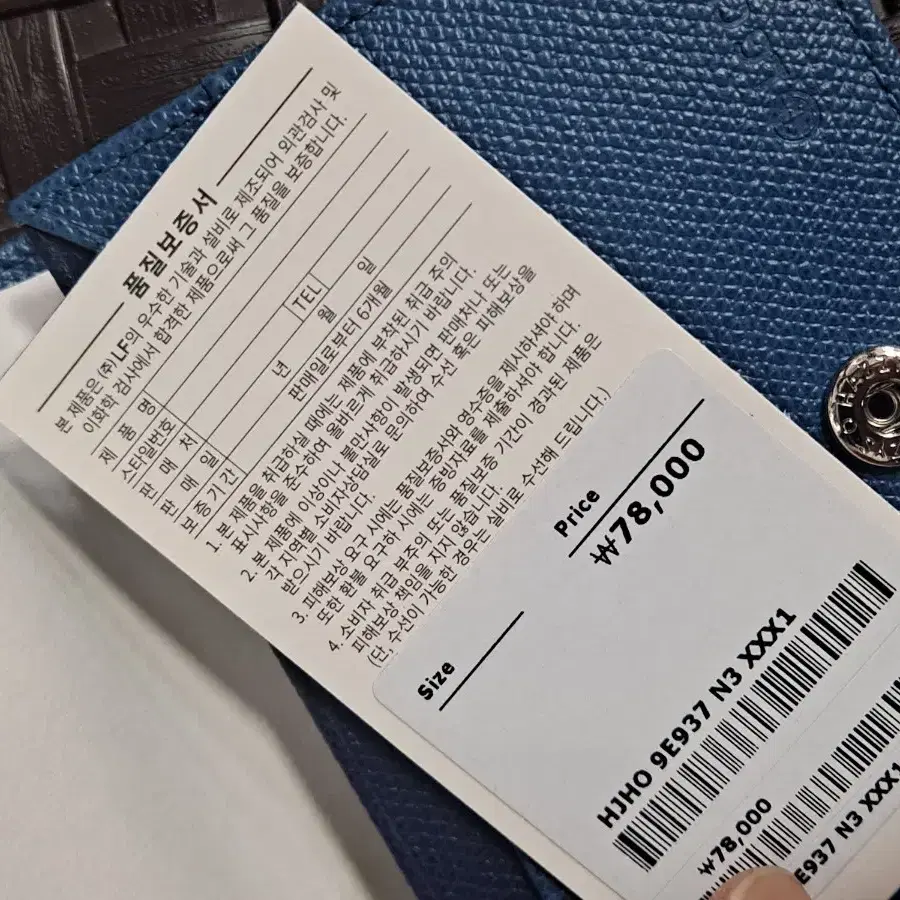 품질보증서
본 제품은 (주)LF의 우수한 기술과 설비로 제조되어 외관검사 및
이화학 검사에서 합격한 제품으로써 그 품질을 보증합니다.
제 품 명
스타일번호
판 매 처 TEL
판 매 일 년 월 일
보증기간 판매일로부터 6개월
1. 본 제품을 취급하실 때에는 제품에 부착된 취급 주의
표시사항을 준수하여 올바르게 취급하시기 바랍니다.
2. 본 제품에 이상이나 불만사항이 발생되면 판매처나 또는
각 지역별 소비자상담실로 문의하여 수선 혹은 피해보상을
받으시기 바랍니다.
3. 피해보상 요구 시에는 품질보증서와 영수증을 제시하셔야 하며
또한 환불 요구하 시에는 증빙자료를 제출하셔야 합니다.
4. 소비자 취급 부주의 또는 품질보증 기간이 경과된 제품은
피해보상 책임을 지지 않습니다.
(단, 수선이 가능한 경우는 실비로 수선해 드립니다.)
Size
Price
₩78,000
HJHO 9E937 N3 XXX1
₩78,000
E937 N3 XXX1